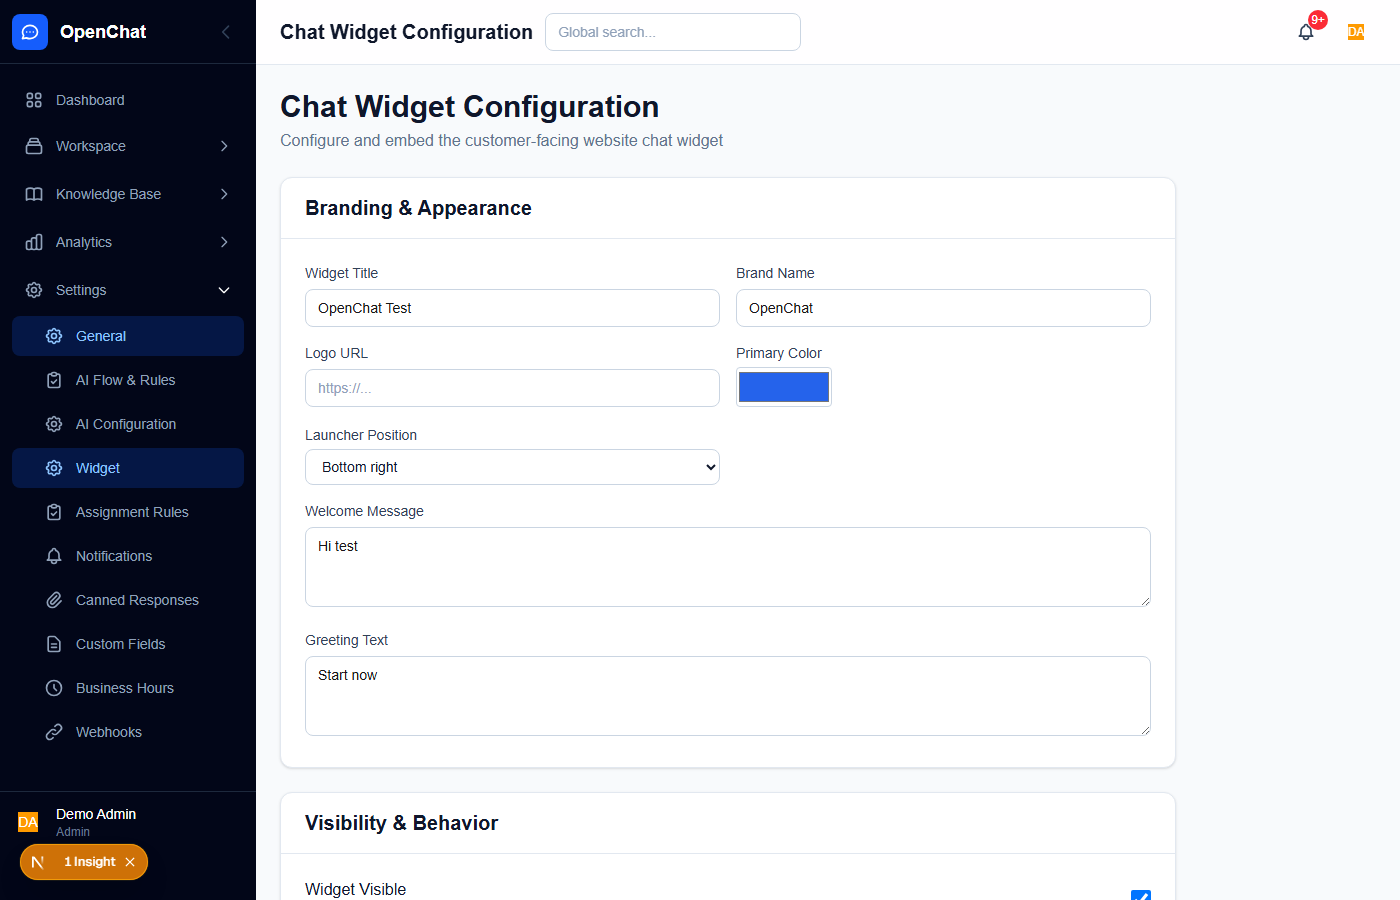 OpenChat
Chat Widget Configuration
Global search...
9+
DA
Dashboard
Workspace
Knowledge Base
Analytics
Settings
General
AI Flow & Rules
AI Configuration
Widget
Assignment Rules
Notifications
Canned Responses
Custom Fields
Business Hours
Webhooks
DA
Demo Admin
Admin
N
1 Insight
Chat Widget Configuration
Configure and embed the customer-facing website chat widget
Branding & Appearance
Widget Title
Brand Name
OpenChat Test
OpenChat
Logo URL
Primary Color
https://...
Launcher Position
Bottom right
Welcome Message
Hi test
Greeting Text
Start now
Visibility & Behavior
Widget Visible